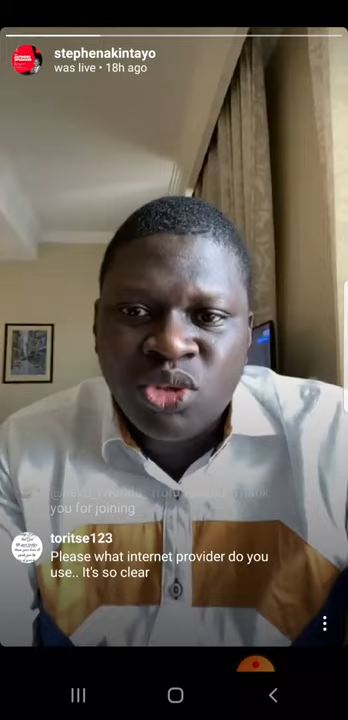 stephenakintayo
was live • 18h ago
you for joining
toritse123
Please what internet provider do you
use.. It's so clear